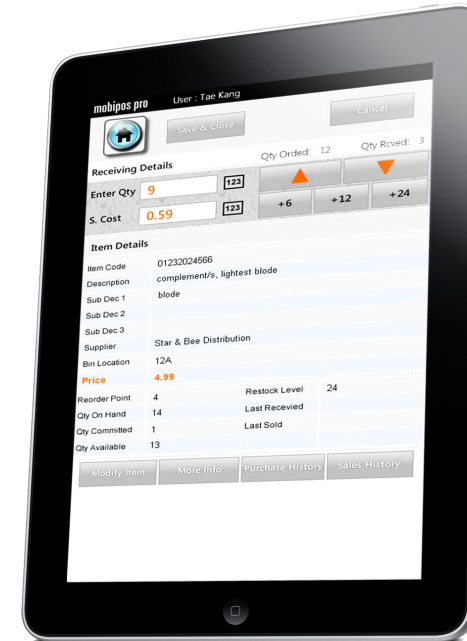 mobipos pro User : Tae Kang
Save & Close Cancel
Receiving Details Qty Orded: 12 Qty Rcved: 3
Enter Qty 9 123
S. Cost 0.59 123 +6 +12 +24
Item Details
Item Code 01232024566
Description complement/s, lightest blode
Sub Dec 1 blode
Sub Dec 2
Sub Dec 3
Supplier Star & Bee Distribution
Bin Location 12A
Price 4.99
Reorder Point 4 Restock Level 24
Qty On Hand 14 Last Recevied
Qty Committed 1 Last Sold
Qty Available 13
Modify Item More Info Purchase History Sales History